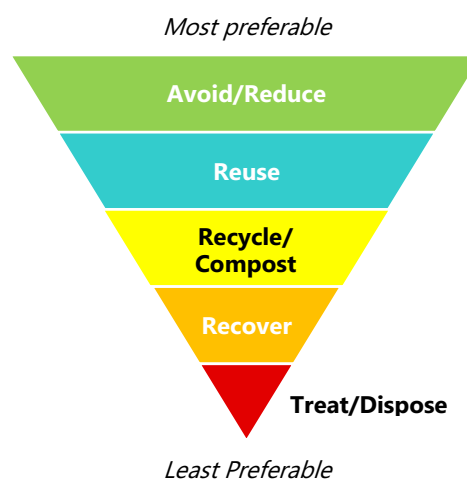 Most preferable
Avoid/Reduce
Reuse
Recycle/
Compost
Recover
Treat/Dispose
Least Preferable